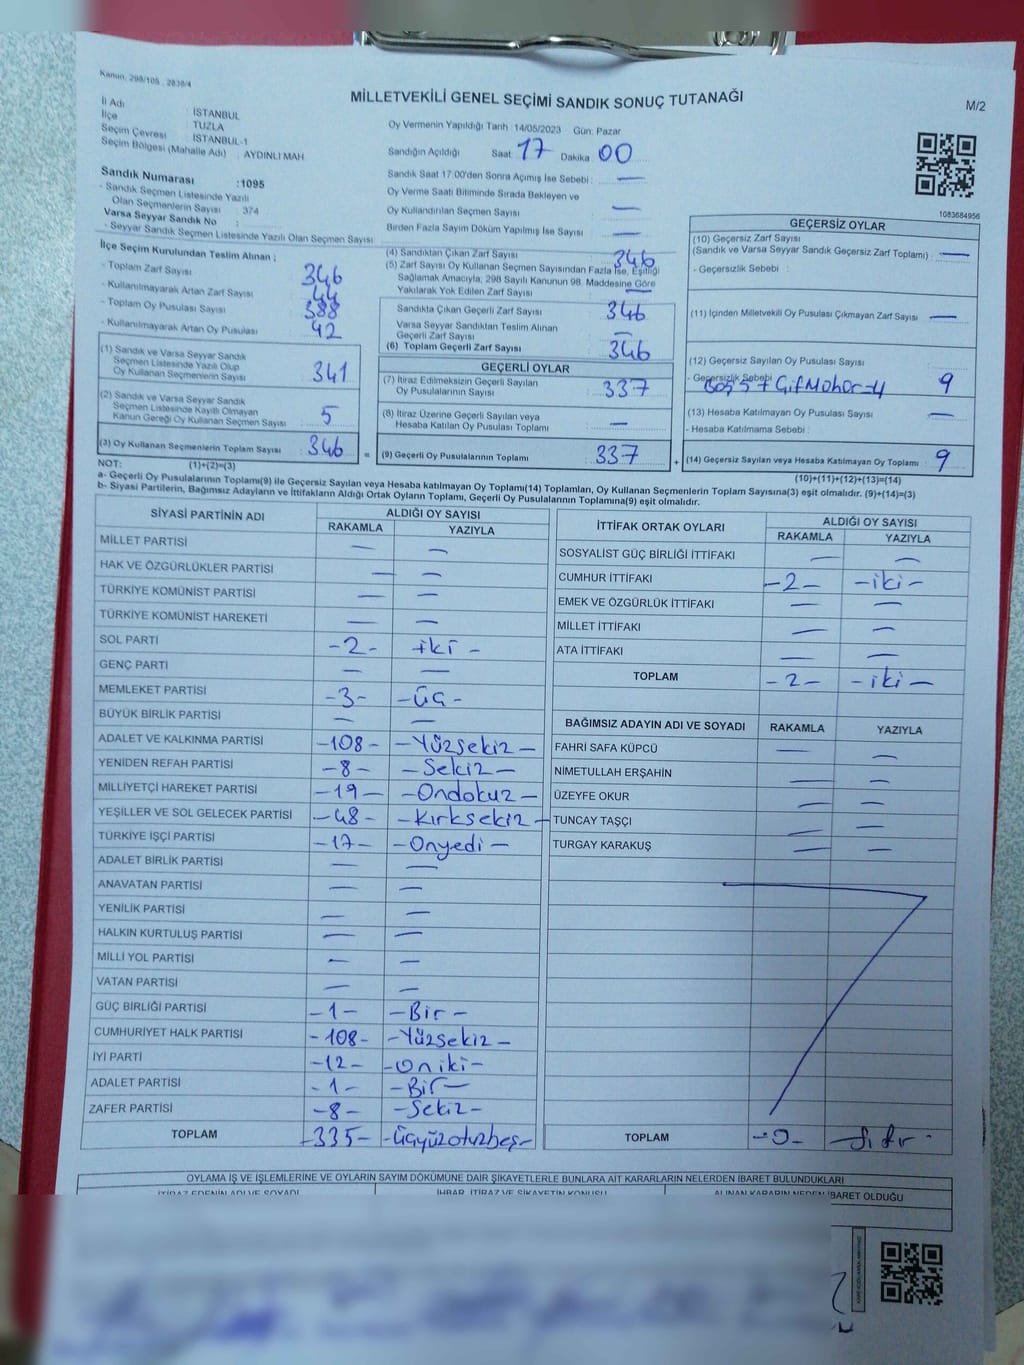 Kanun. 298/105 , 2839/4
MİLLETVEKİLİ GENEL SEÇİMİ SANDIK SONUÇ TUTANAĞI
M/2
İl Adı : İSTANBUL
İlçe : TUZLA
Seçim Çevresi : İSTANBUL-1
Seçim Bölgesi (Mahalle Adı) : AYDINLI MAH
Oy Vermenin Yapıldığı Tarih :14/05/2023 Gün: Pazar
Sandığın Açıldığı Saat 17 Dakika 00
Sandık Saat 17.00'den Sonra Açımış İse Sebebi : —
Oy Verme Saati Bitiminde Sırada Bekleyen ve
Oy Kullandırılan Seçmen Sayısı —
Birden Fazla Sayım Döküm Yapılmış İse Sayısı —
1083684956
Sandık Numarası :1095
- Sandık Seçmen Listesinde Yazılı
Olan Seçmenlerin Sayısı : 374
Varsa Seyyar Sandık No :
- Seyyar Sandık Seçmen Listesinde Yazılı Olan Seçmen Sayısı
İlçe Seçim Kurulundan Teslim Alınan ;
- Toplam Zarf Sayısı 346
- Kullanılmayarak Artan Zarf Sayısı 44
- Toplam Oy Pusulası Sayısı 388
- Kullanılmayarak Artan Oy Pusulası 42
(1) Sandık ve Varsa Seyyar Sandık
Seçmen Listesinde Yazılı Olup
Oy Kullanan Seçmenlerin Sayısı 341
(2) Sandık ve Varsa Seyyar Sandık
Seçmen Listesinde Kayıtlı Olmayan
Kanun Gereği Oy Kullanan Seçmen Sayısı 5
(3) Oy Kullanan Seçmenlerin Toplam Sayısı 346
(4) Sandıktan Çıkan Zarf Sayısı 346
(5) Zarf Sayısı Oy Kullanan Seçmen Sayısından Fazla İse, Eşitliği
Sağlamak Amacıyla, 298 Sayılı Kanunun 98. Maddesine Göre
Yakılarak Yok Edilen Zarf Sayısı —
Sandıkta Çıkan Geçerli Zarf Sayısı 346
Varsa Seyyar Sandıktan Teslim Alınan
Geçerli Zarf Sayısı —
(6) Toplam Geçerli Zarf Sayısı 346
GEÇERLİ OYLAR
(7) İtiraz Edilmeksizin Geçerli Sayılan
Oy Pusulalarının Sayısı 337
(8) İtiraz Üzerine Geçerli Sayılan veya
Hesaba Katılan Oy Pusulası Toplamı —
= (9) Geçerli Oy Pusulalarının Toplamı 337 +
GEÇERSİZ OYLAR
(10) Geçersiz Zarf Sayısı
(Sandık ve Varsa Seyyar Sandık Geçersiz Zarf Toplamı) : —
- Geçersizlik Sebebi :
(11) İçinden Milletvekili Oy Pusulası Çıkmayan Zarf Sayısı —
(12) Geçersiz Sayılan Oy Pusulası Sayısı
- Geçersizlik Sebebi 9
(13) Hesaba Katılmayan Oy Pusulası Sayısı —
- Hesaba Katılmama Sebebi :
(14) Geçersiz Sayılan veya Hesaba Katılmayan Oy Toplamı 9
NOT: (1)+(2)=(3)
(10)+(11)+(12)+(13)=(14)
a- Geçerli Oy Pusulalarının Toplamı(9) ile Geçersiz Sayılan veya Hesaba katılmayan Oy Toplamı(14) Toplamları, Oy Kullanan Seçmenlerin Toplam Sayısına(3) eşit olmalıdır. (9)+(14)=(3)
b- Siyasi Partilerin, Bağımsız Adayların ve İttifakların Aldığı Ortak Oyların Toplamı, Geçerli Oy Pusulalarının Toplamına(9) eşit olmalıdır.
SİYASİ PARTİNİN ADI ALDIĞI OY SAYISI
RAKAMLA YAZIYLA
MİLLET PARTİSİ — —
HAK VE ÖZGÜRLÜKLER PARTİSİ — —
TÜRKİYE KOMÜNİST PARTİSİ — —
TÜRKİYE KOMÜNİST HAREKETİ — —
SOL PARTİ -2- iki -
GENÇ PARTİ — —
MEMLEKET PARTİSİ -3- -üç-
BÜYÜK BİRLİK PARTİSİ — —
ADALET VE KALKINMA PARTİSİ -108- -Yüzsekiz-
YENİDEN REFAH PARTİSİ -8- -Sekiz-
MİLLİYETÇİ HAREKET PARTİSİ -19- -Ondokuz-
YEŞİLLER VE SOL GELECEK PARTİSİ -48- -Kırksekiz-
TÜRKİYE İŞÇİ PARTİSİ -17- -Onyedi-
ADALET BİRLİK PARTİSİ — —
ANAVATAN PARTİSİ — —
YENİLİK PARTİSİ — —
HALKIN KURTULUŞ PARTİSİ — —
MİLLİ YOL PARTİSİ — —
VATAN PARTİSİ — —
GÜÇ BİRLİĞİ PARTİSİ -1- -Bir-
CUMHURİYET HALK PARTİSİ -108- -Yüzsekiz-
İYİ PARTİ -12- -Oniki-
ADALET PARTİSİ -1- -Bir-
ZAFER PARTİSİ -8- -Sekiz-
TOPLAM -335- -üçyüzotuzbeş-
İTTİFAK ORTAK OYLARI ALDIĞI OY SAYISI
RAKAMLA YAZIYLA
SOSYALİST GÜÇ BİRLİĞİ İTTİFAKI — —
CUMHUR İTTİFAKI -2- -iki-
EMEK VE ÖZGÜRLÜK İTTİFAKI — —
MİLLET İTTİFAKI — —
ATA İTTİFAKI — —
TOPLAM -2- -iki-
BAĞIMSIZ ADAYIN ADI VE SOYADI RAKAMLA YAZIYLA
FAHRİ SAFA KÜPCÜ — —
NİMETULLAH ERŞAHİN — —
ÜZEYFE OKUR — —
TUNCAY TAŞÇI — —
TURGAY KARAKUŞ — —
TOPLAM -0- -sıfır-
OYLAMA İŞ VE İŞLEMLERİNE VE OYLARIN SAYIM DÖKÜMÜNE DAİR ŞİKAYETLERLE BUNLARA AİT KARARLARIN NELERDEN İBARET BULUNDUKLARI
İTİRAZ EDENİN ADI VE SOYADI İHBAR, İTİRAZ VE ŞİKAYETİN KONUSU ALINAN KARARIN NEDEN İBARET OLDUĞU